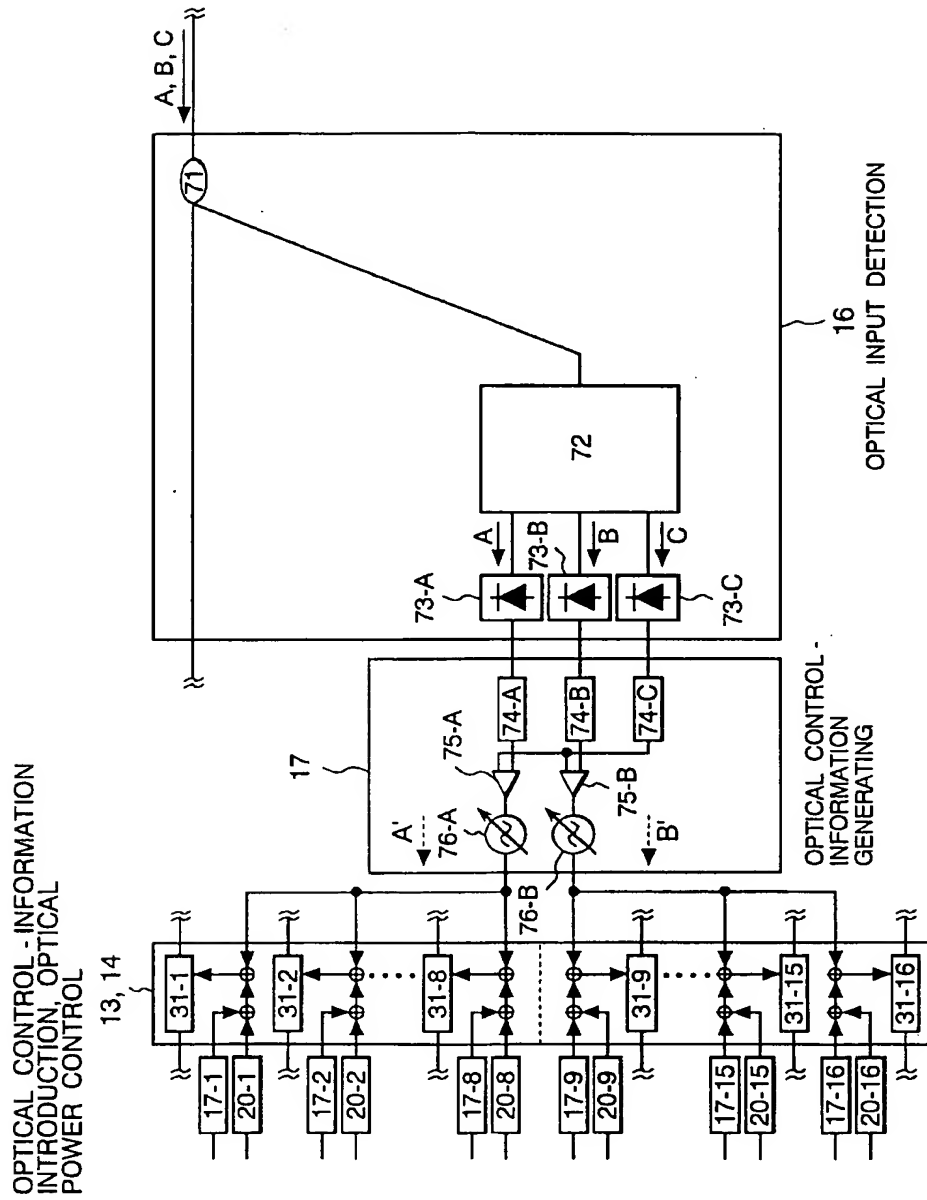 OPTICAL CONTROL - INFORMATION
INTRODUCTION, OPTICAL
POWER CONTROL
13, 14
17-1
20-1
31-1
17-2
20-2
31-2
17-8
20-8
31-8
17-9
20-9
31-9
17-15
20-15
31-15
17-16
20-16
31-16
17
A'
76-A
75-A
74-A
76-B
75-B
74-B
74-C
B'
OPTICAL CONTROL -
INFORMATION
GENERATING
A, B, C
71
72
A
73-A
B
73-B
C
73-C
16
OPTICAL INPUT DETECTION